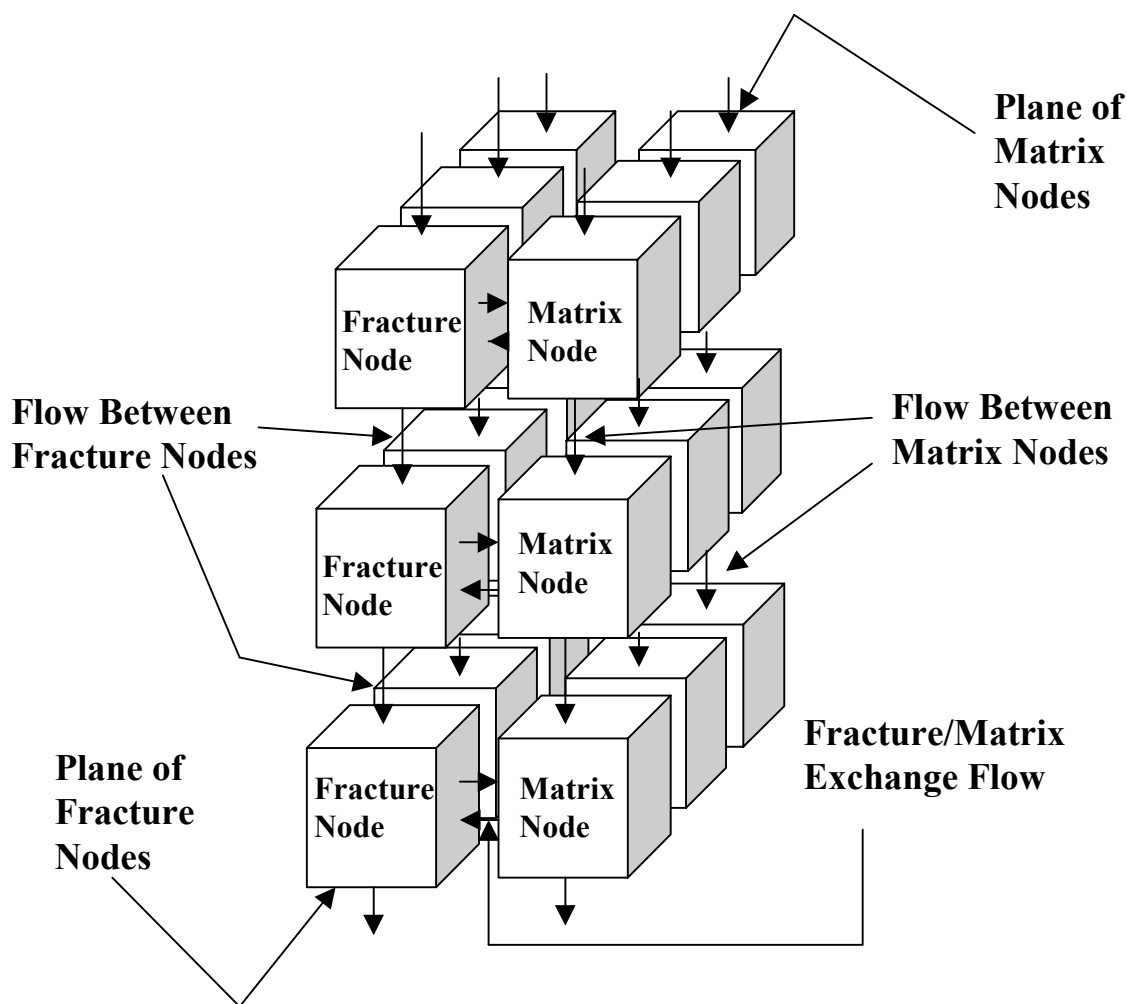 Plane of
Matrix
Nodes
Fracture
Node
Matrix
Node
Flow Between
Fracture Nodes
Flow Between
Matrix Nodes
Fracture
Node
Matrix
Node
Fracture/Matrix
Exchange Flow
Plane of
Fracture
Nodes
Fracture
Node
Matrix
Node